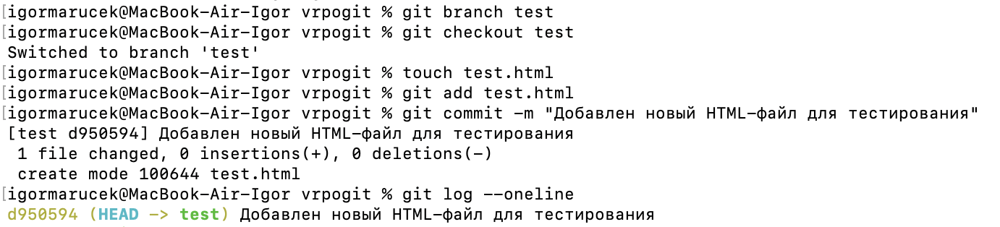 [igormarucek@MacBook-Air-Igor vrpogit % git branch test
[igormarucek@MacBook-Air-Igor vrpogit % git checkout test
Switched to branch 'test'
[igormarucek@MacBook-Air-Igor vrpogit % touch test.html
[igormarucek@MacBook-Air-Igor vrpogit % git add test.html
[igormarucek@MacBook-Air-Igor vrpogit % git commit -m "Добавлен новый HTML-файл для тестирования"
[test d950594] Добавлен новый HTML-файл для тестирования
 1 file changed, 0 insertions(+), 0 deletions(-)
 create mode 100644 test.html
[igormarucek@MacBook-Air-Igor vrpogit % git log --oneline
d950594 (HEAD -> test) Добавлен новый HTML-файл для тестирования